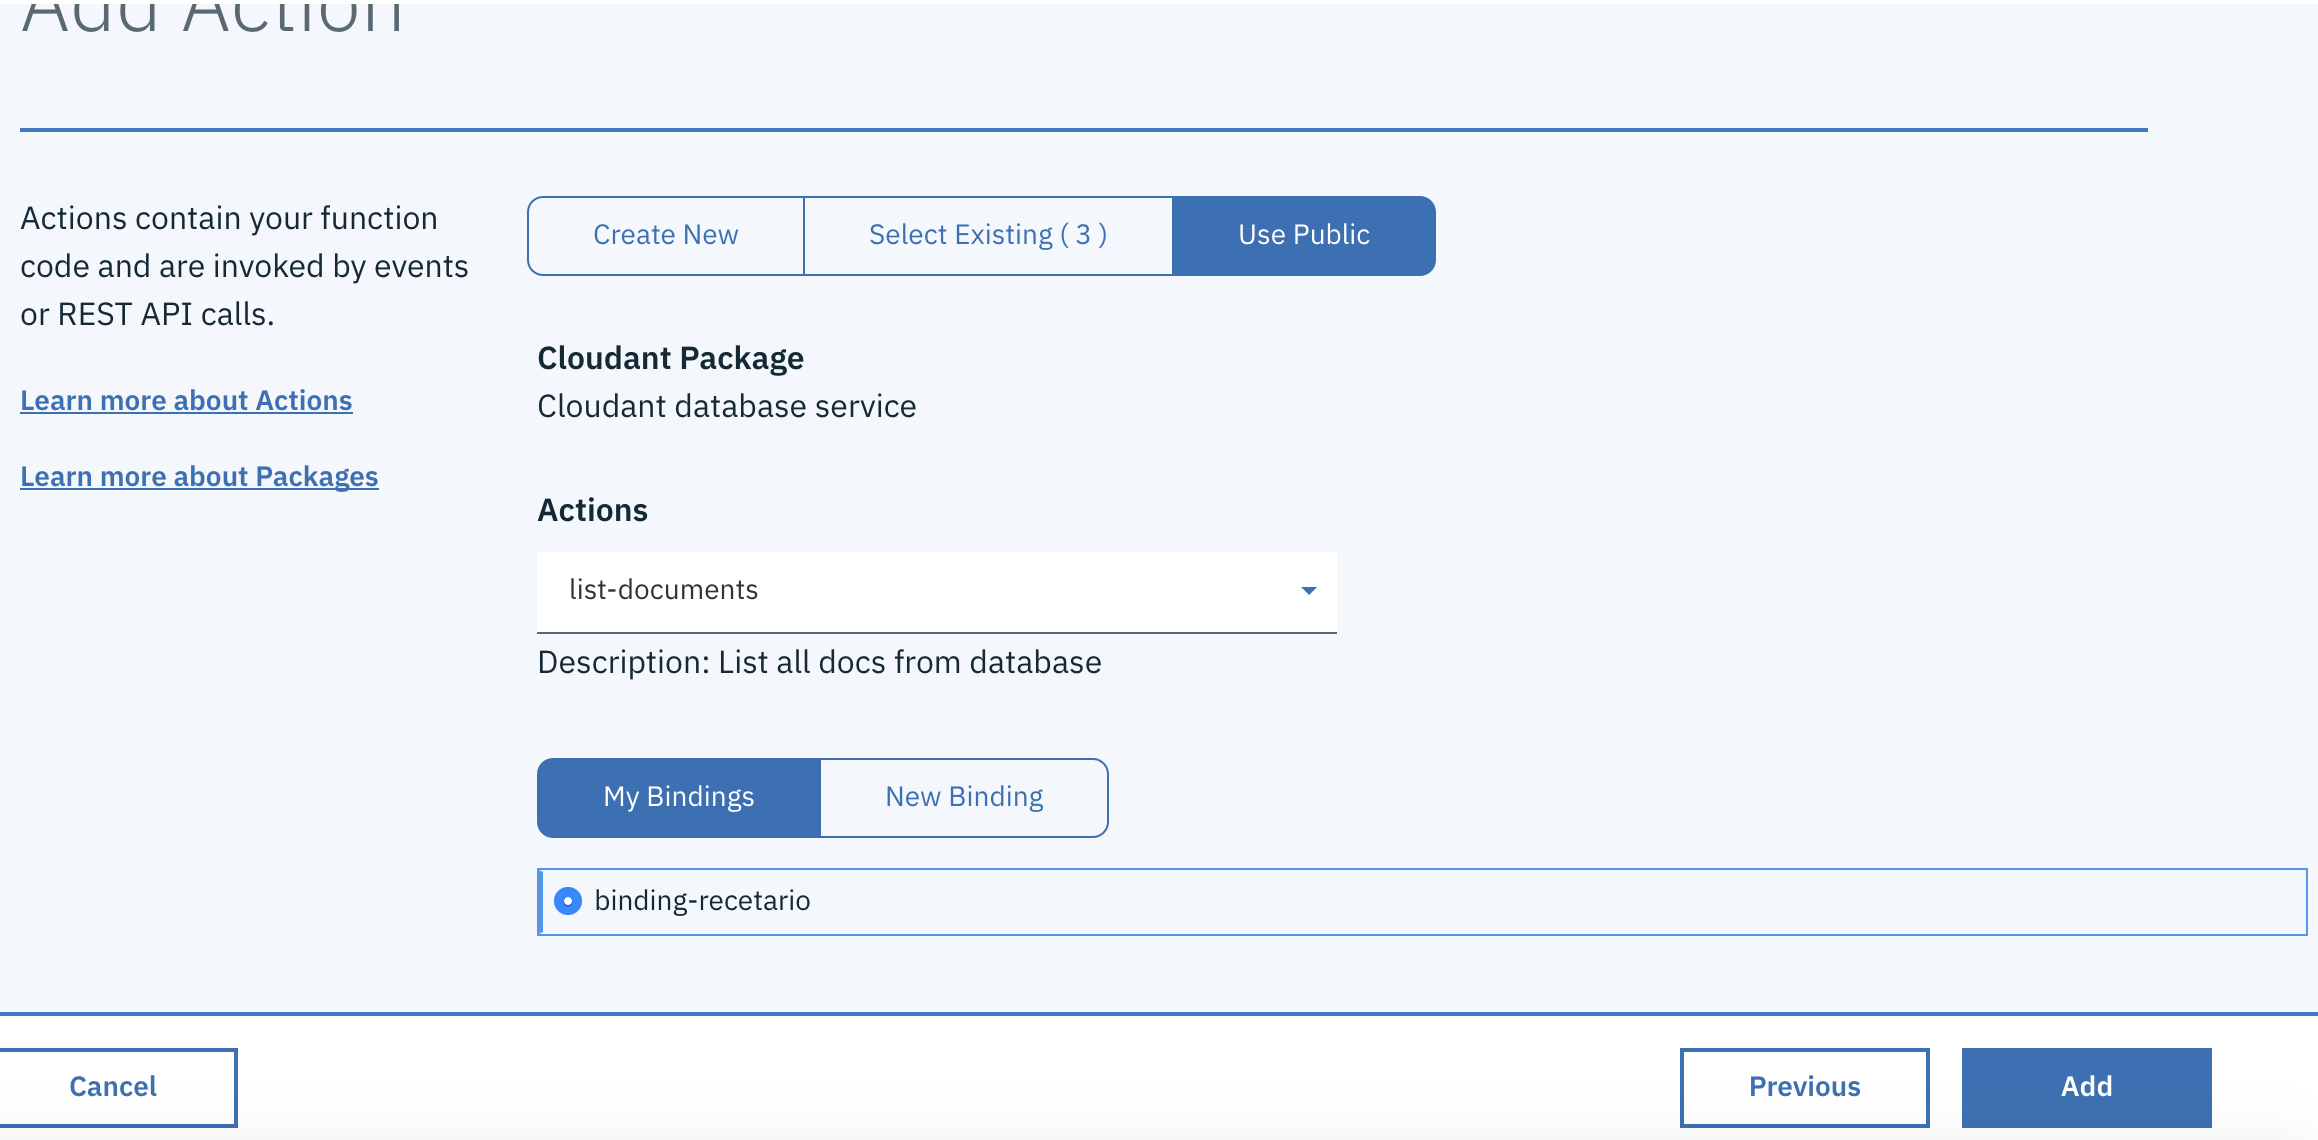 Add Action
Actions contain your function
code and are invoked by events
or REST API calls.
Learn more about Actions
Learn more about Packages
Create New
Select Existing ( 3 )
Use Public
Cloudant Package
Cloudant database service
Actions
list-documents
Description: List all docs from database
My Bindings
New Binding
binding-recetario
Cancel
Previous
Add